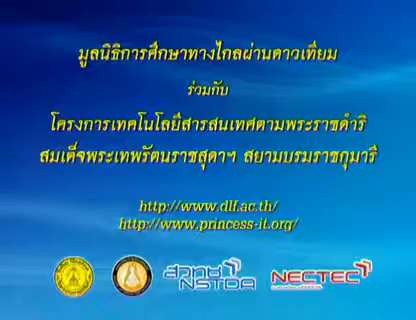 มูลนิธิการศึกษาทางไกลผ่านดาวเทียม
ร่วมกับ
โครงการเทคโนโลยีสารสนเทศตามพระราชดำริ
สมเด็จพระเทพรัตนราชสุดาฯ สยามบรมราชกุมารี
http://www.dlf.ac.th/
http://www.princess-it.org/
สวทช
NSTDA
NECTEC